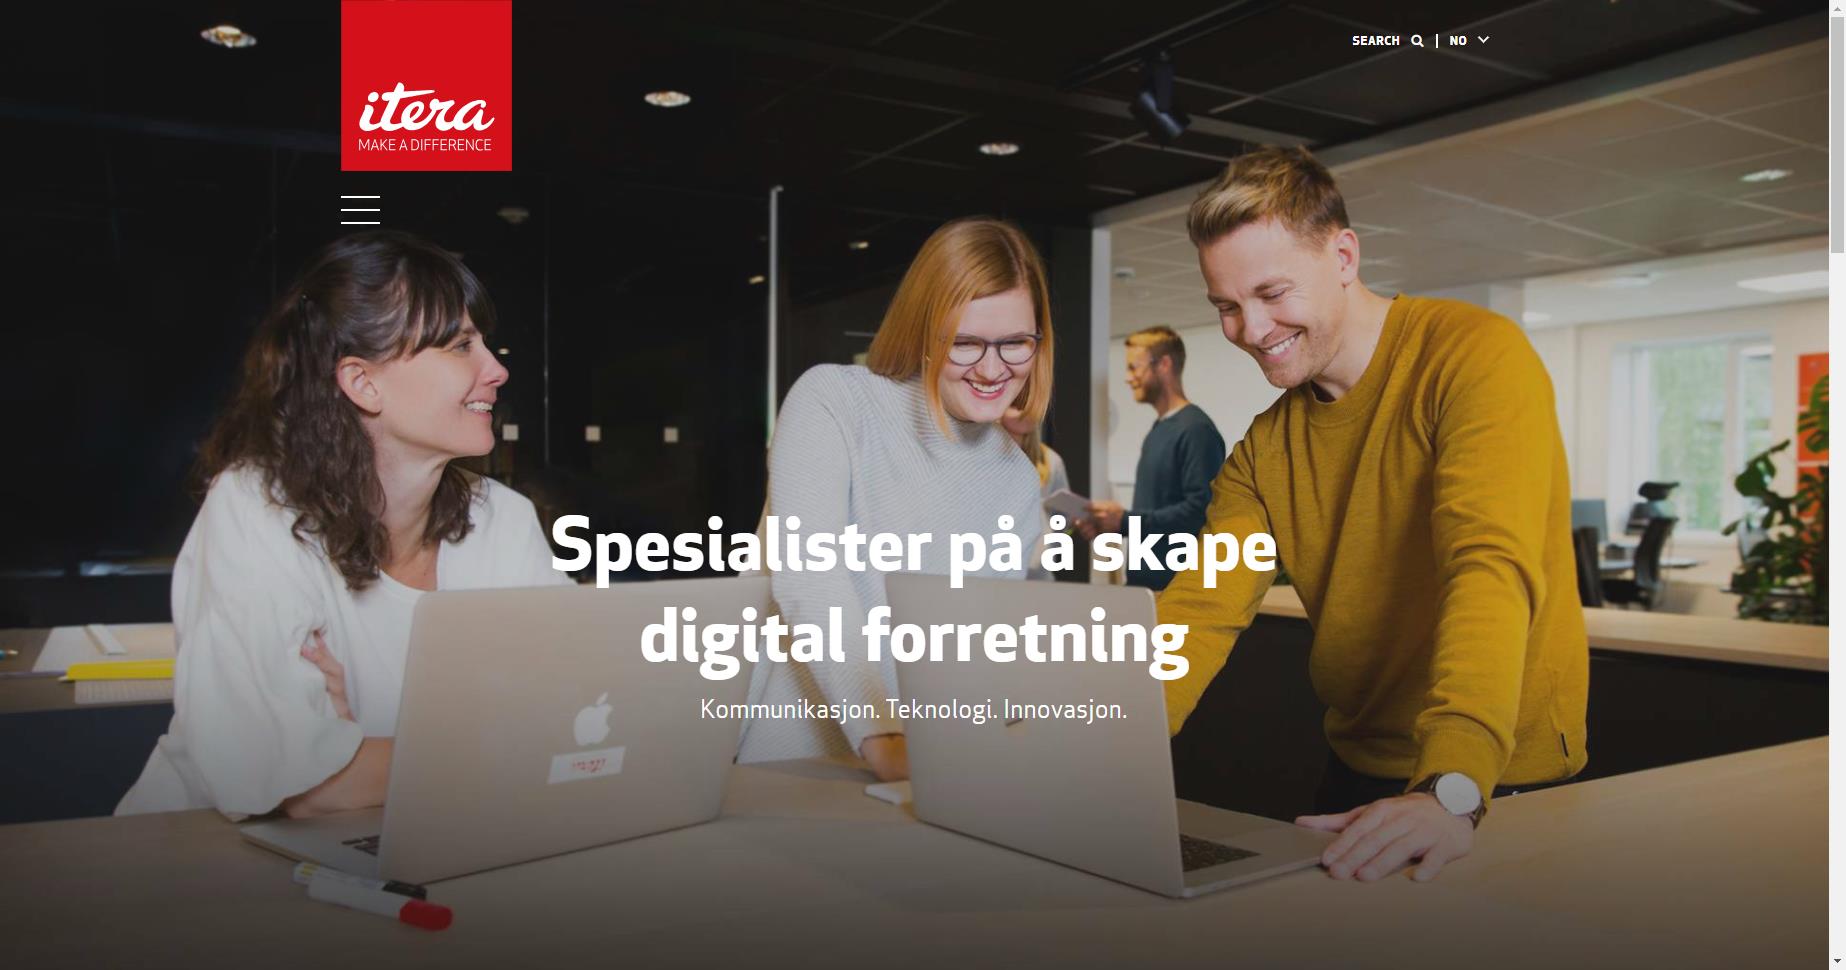 SEARCH
NO
itera
MAKE A DIFFERENCE
Spesialister på å skape
digital forretning
Kommunikasjon. Teknologi. Innovasjon.